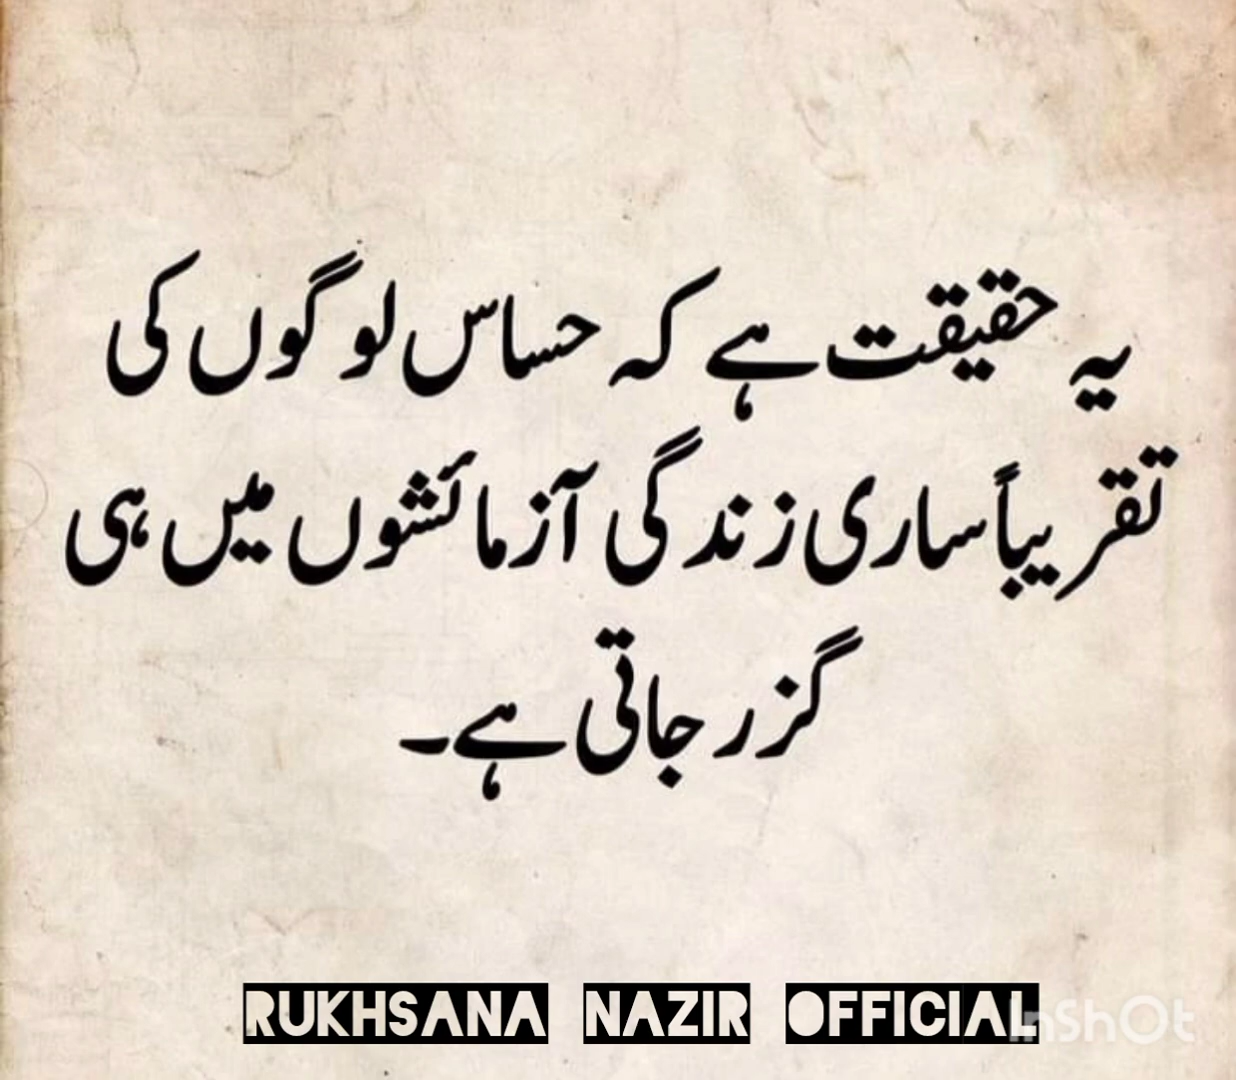 یہ حقیقت ہے کہ حساس لوگوں کی
تقریباً ساری زندگی آزمائشوں میں ہی
گزر جاتی ہے۔
RUKHSANA NAZIR OFFICIAL
InShOt